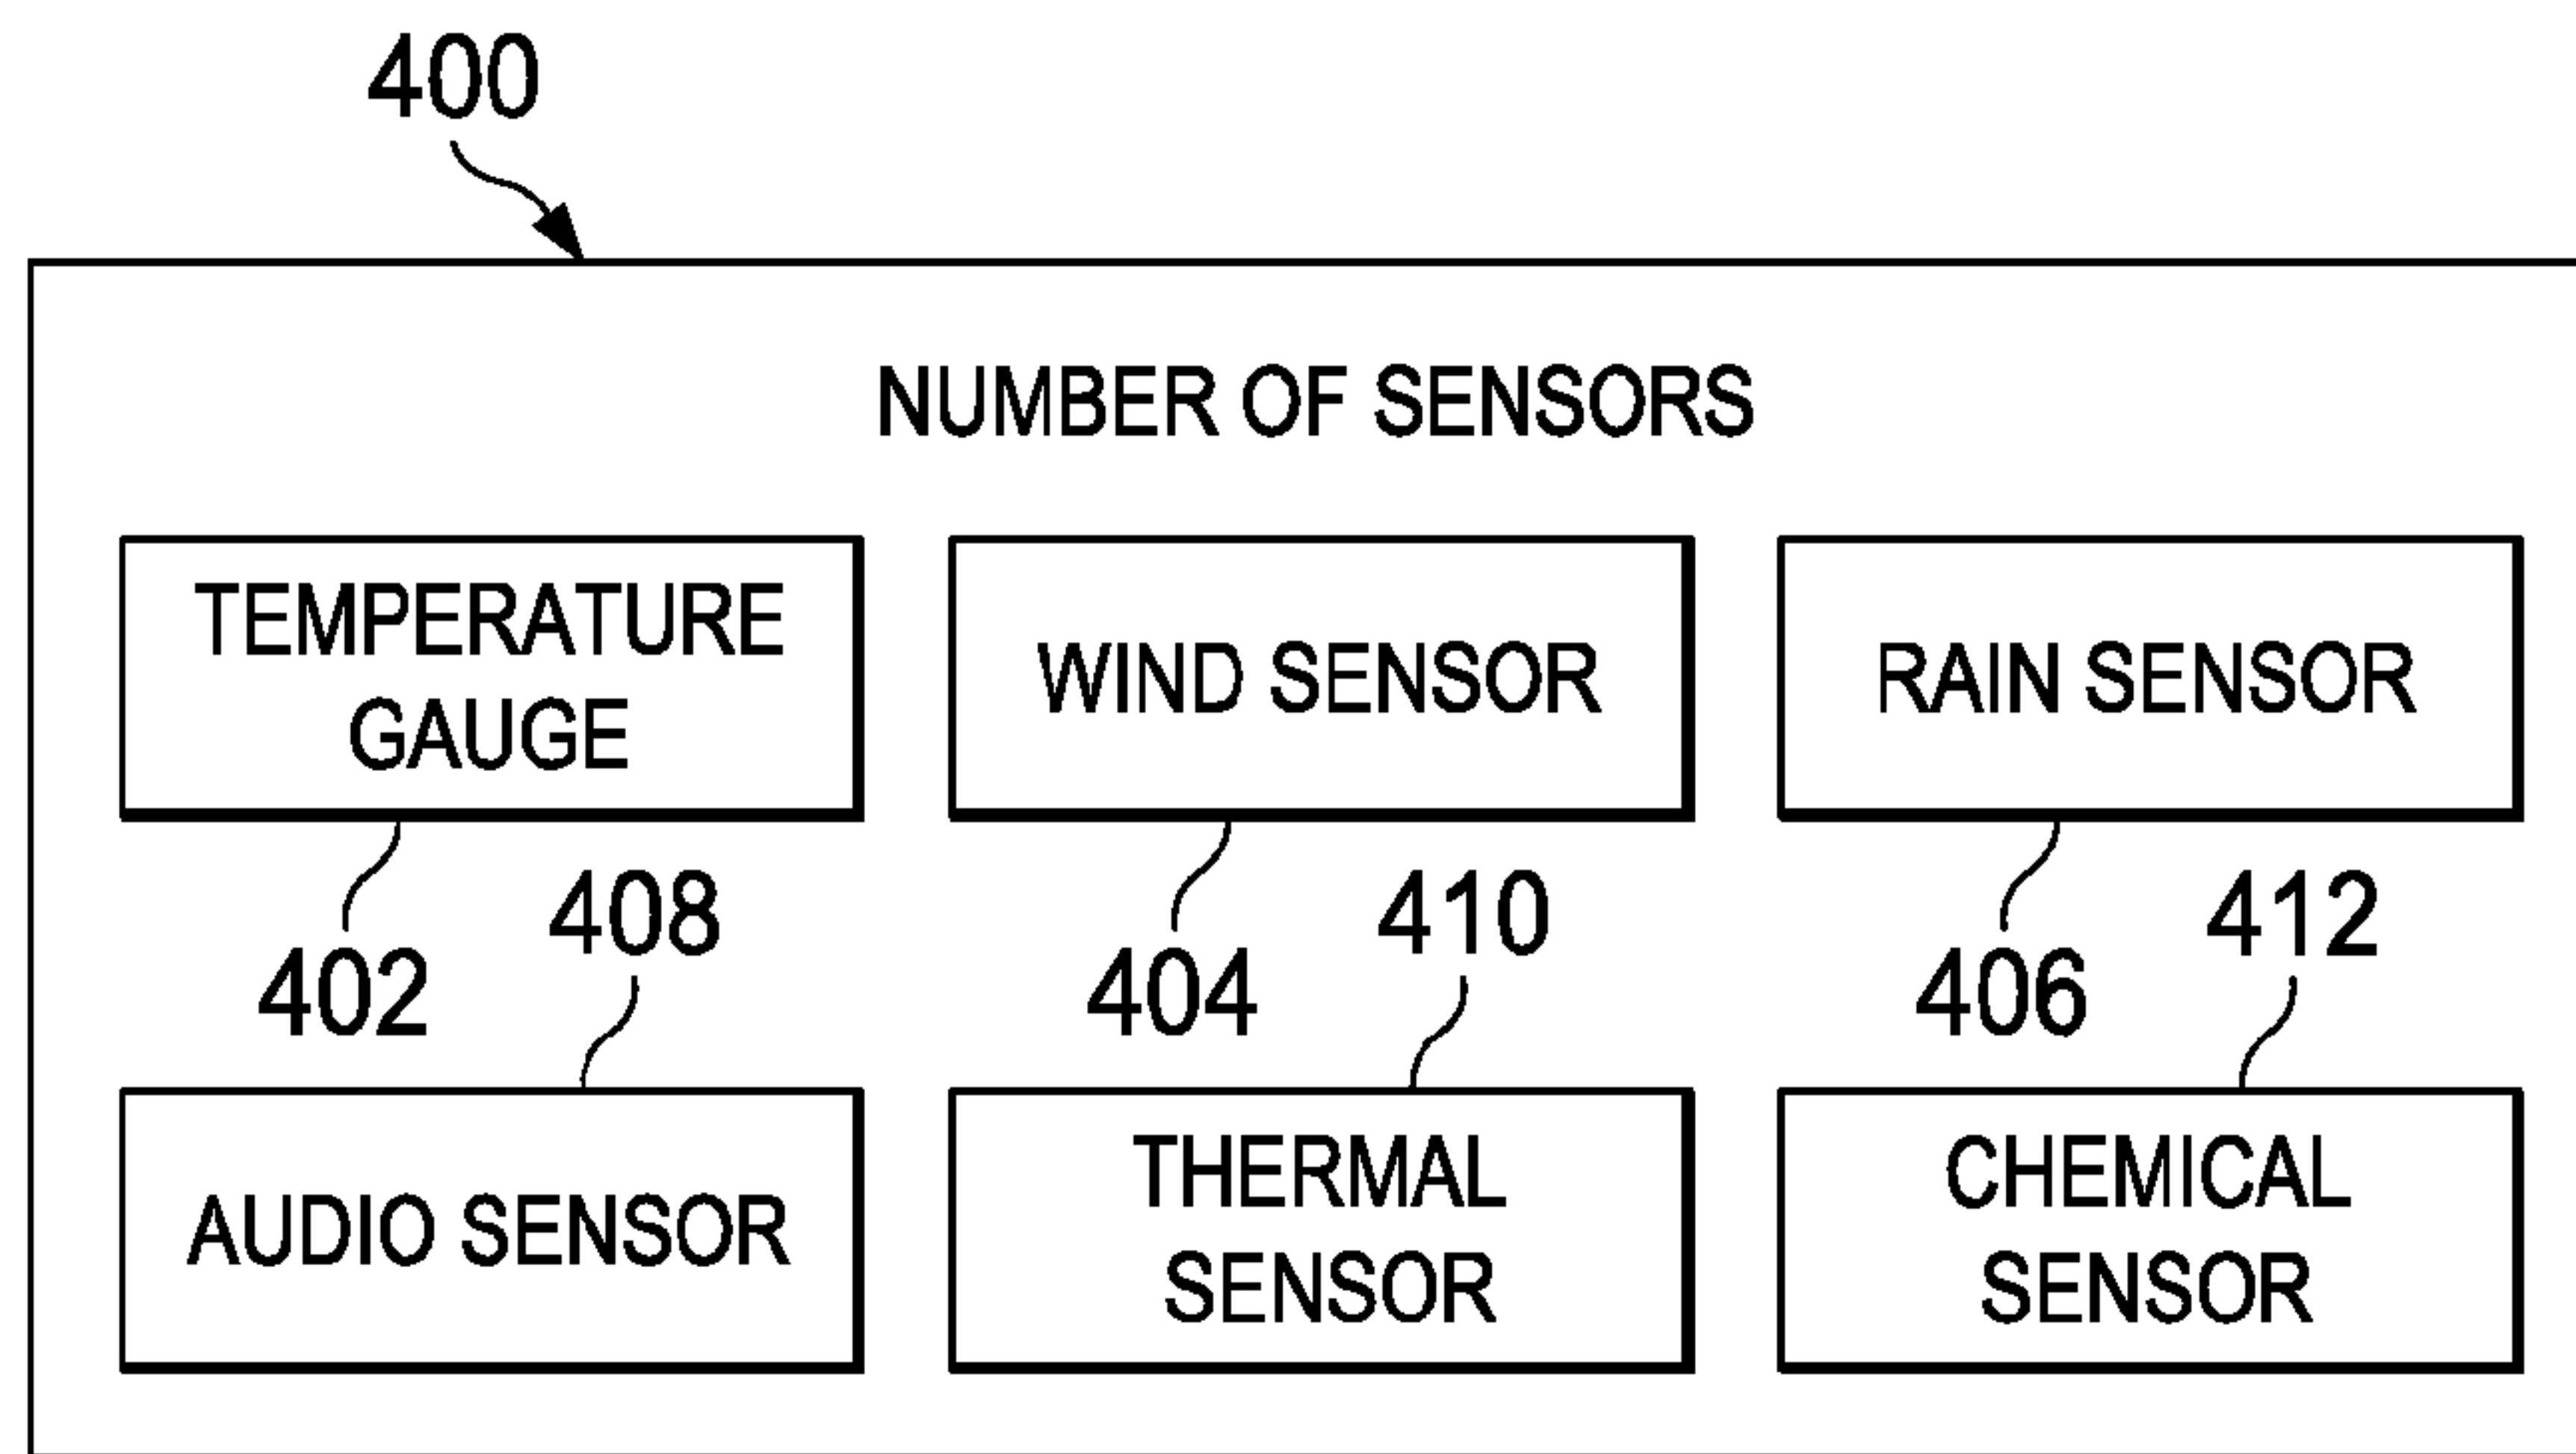 400
NUMBER OF SENSORS
TEMPERATURE
GAUGE
WIND SENSOR
RAIN SENSOR
402
404
406
408
410
412
AUDIO SENSOR
THERMAL
SENSOR
CHEMICAL
SENSOR